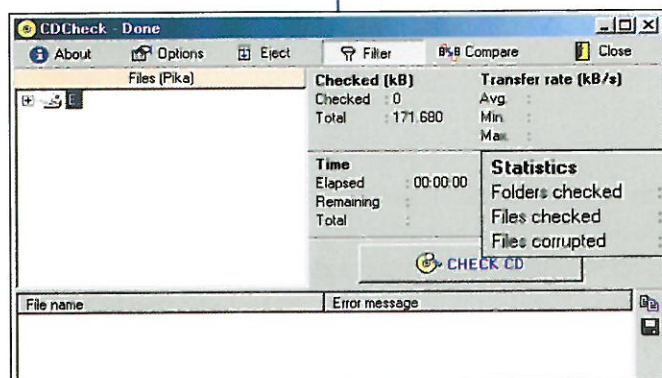 CDCheck - Done
About Options Eject Filter Compare Close
Files (Pika)
E
Checked (kB)
Checked : 0
Total : 171.680
Transfer rate (kB/s)
Avg. :
Min. :
Max. :
Time
Elapsed : 00:00:00
Remaining :
Total :
Statistics
Folders checked :
Files checked :
Files corrupted :
CHECK CD
File name Error message